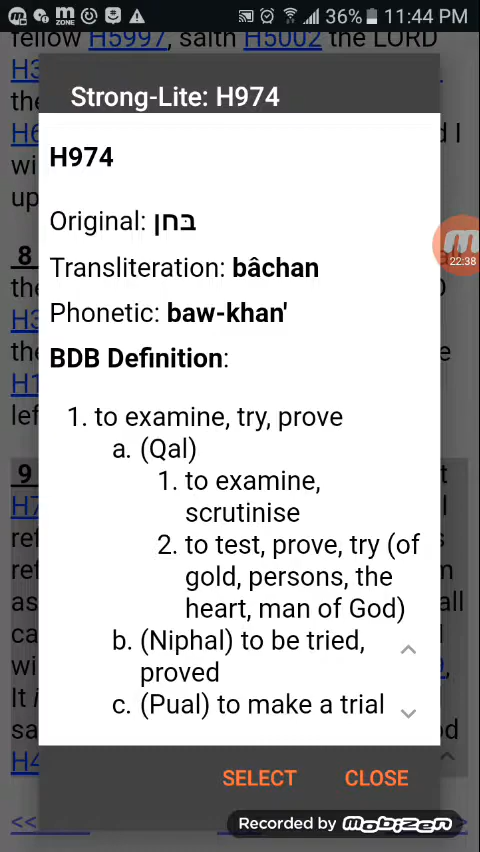 36% 11:44 PM
fellow H5997, saith H5002 the LORD
Strong-Lite: H974
H974
Original: בּחן
Transliteration: bâchan
Phonetic: baw-khan'
BDB Definition:
1. to examine, try, prove
a. (Qal)
1. to examine,
scrutinise
2. to test, prove, try (of
gold, persons, the
heart, man of God)
b. (Niphal) to be tried,
proved
c. (Pual) to make a trial
SELECT CLOSE
22:38
8
9
<<
Recorded by mobizen